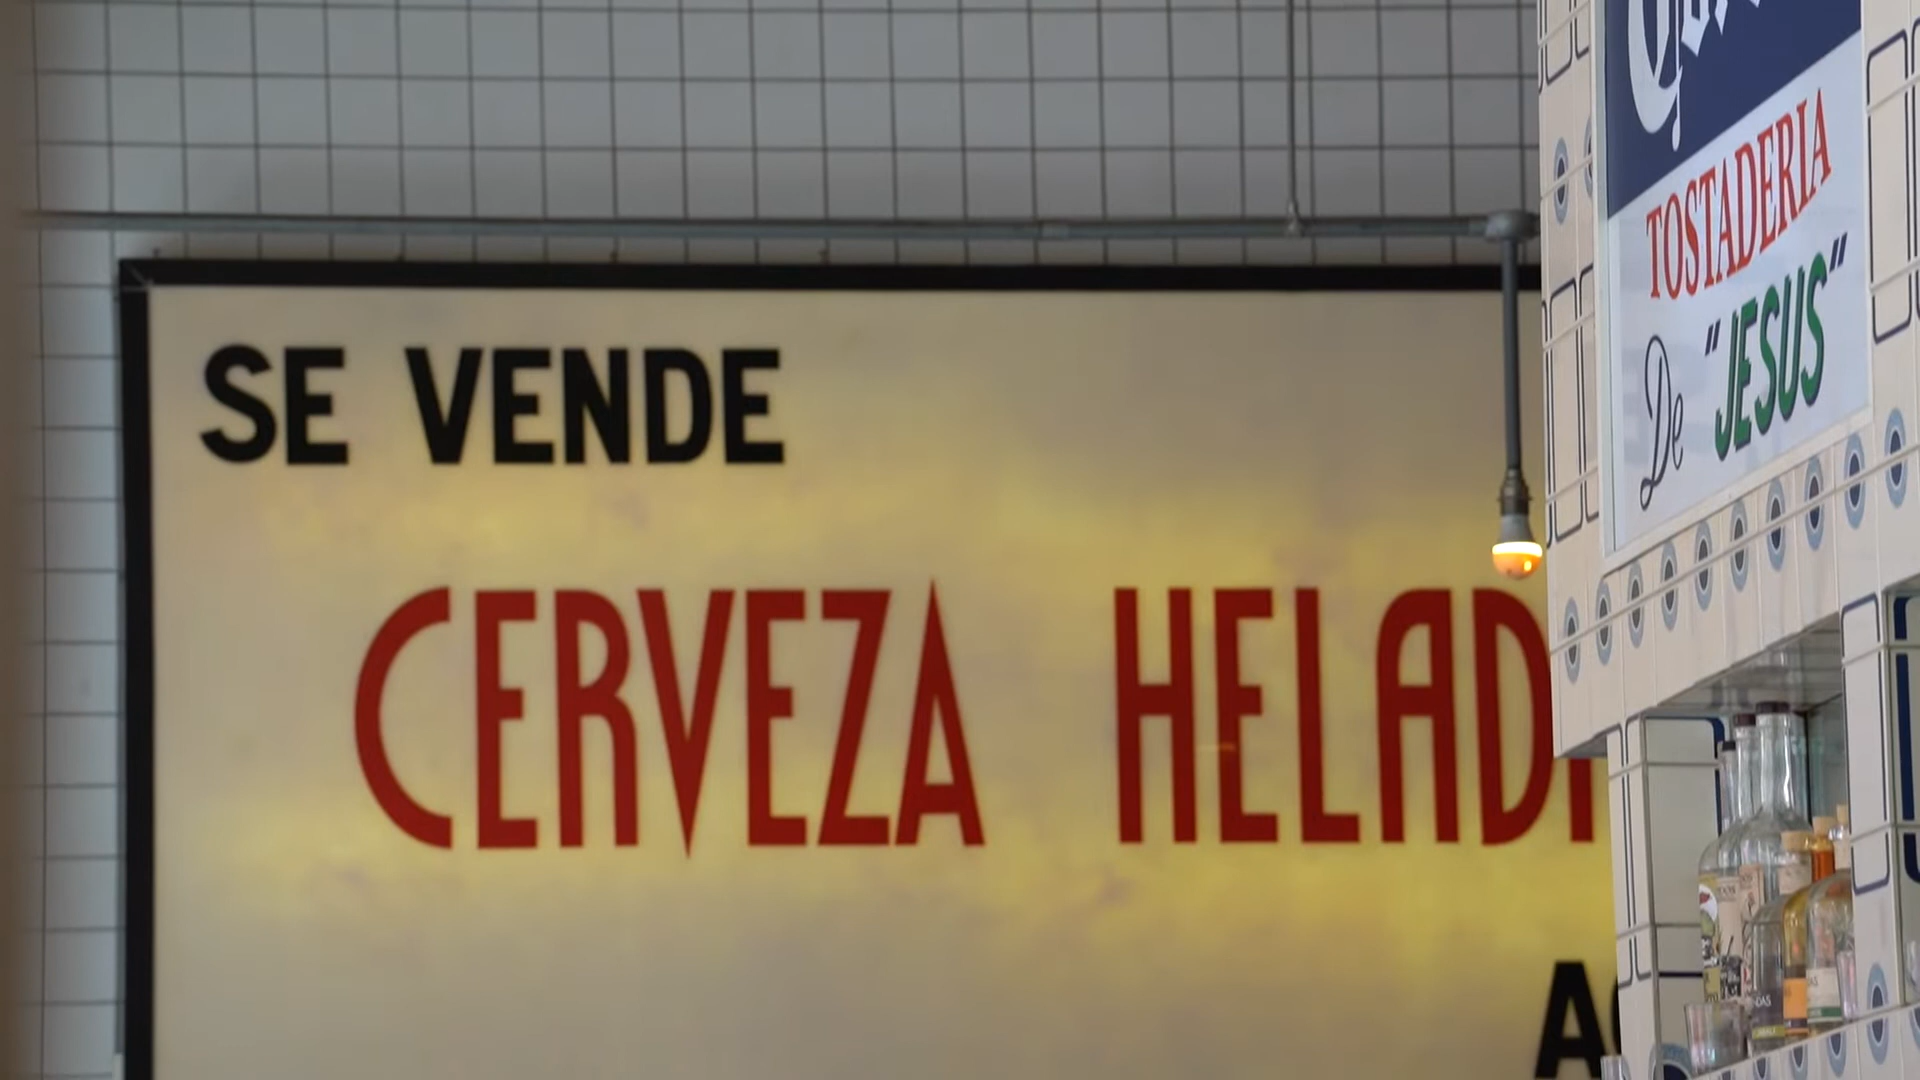 SE VENDE
CERVEZA HELAD
TOSTADERIA
De "JESUS"